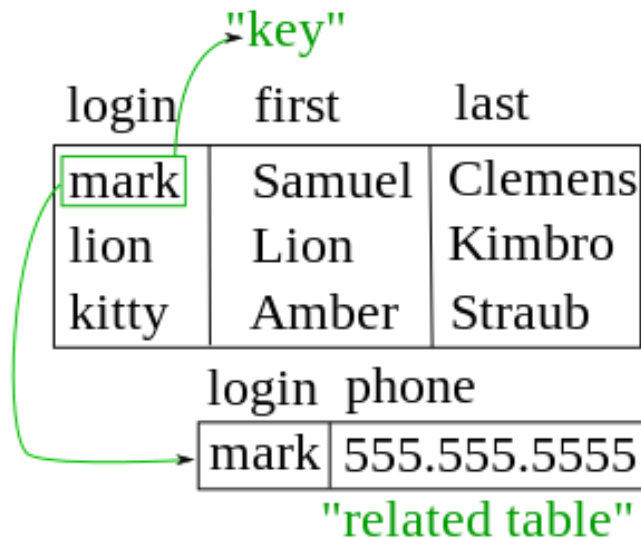 "key"
login first last
mark Samuel Clemens
lion Lion Kimbro
kitty Amber Straub
login phone
mark 555.555.5555
"related table"